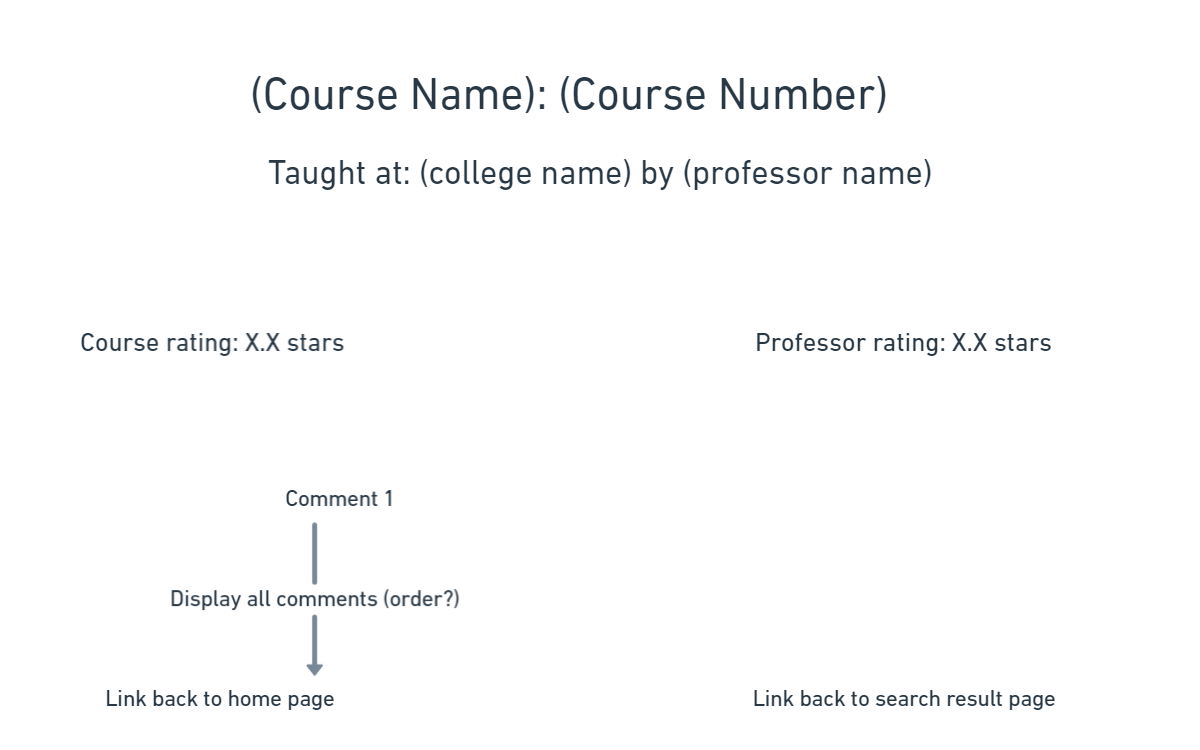 (Course Name): (Course Number)
Taught at: (college name) by (professor name)
Course rating: X.X stars
Professor rating: X.X stars
Comment 1
Display all comments (order?)
Link back to home page
Link back to search result page